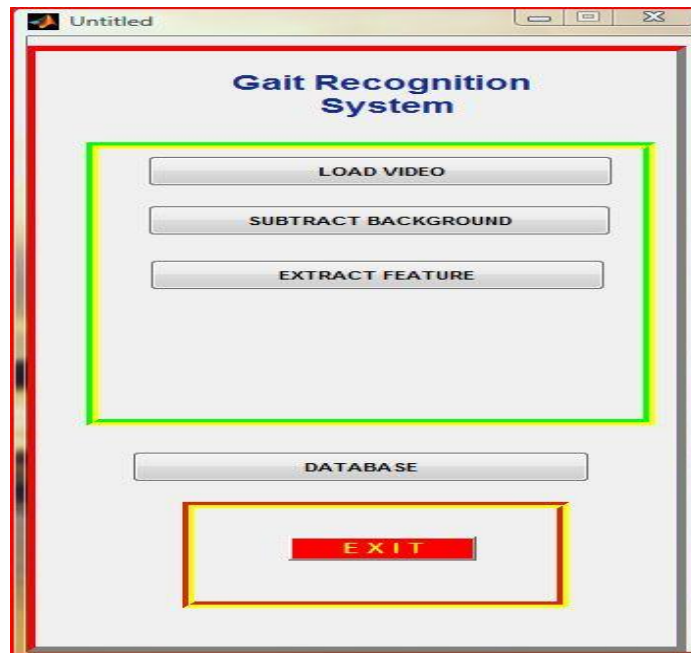 Untitled
Gait Recognition
System
LOAD VIDEO
SUBTRACT BACKGROUND
EXTRACT FEATURE
DATABASE
EXIT